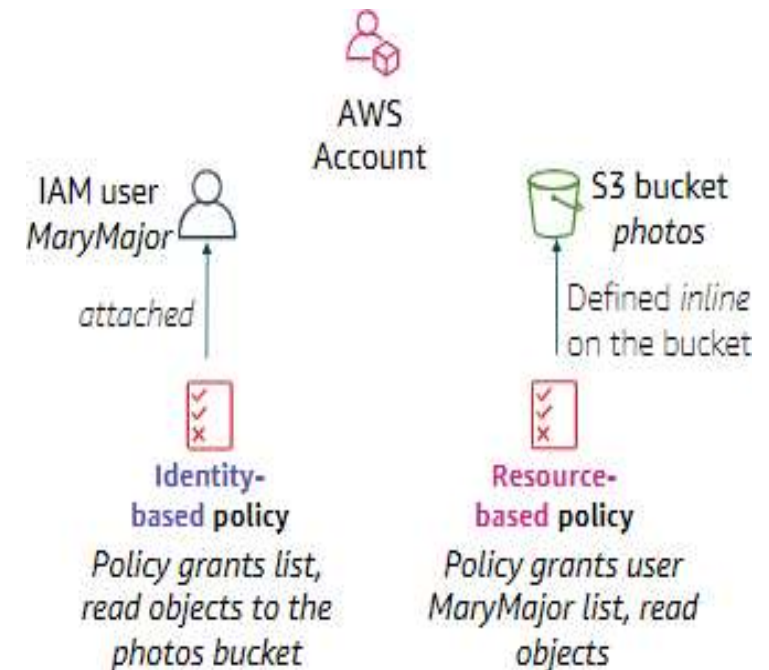 AWS
Account
IAM user
MaryMajor
attached
S3 bucket
photos
Defined inline
on the bucket
Identity-
based policy
Policy grants list,
read objects to the
photos bucket
Resource-
based policy
Policy grants user
MaryMajor list, read
objects